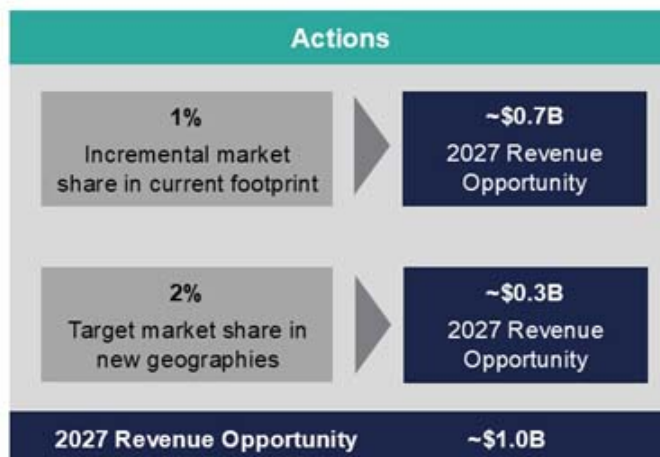 Actions
1%
Incremental market
share in current footprint
~$0.7B
2027 Revenue
Opportunity
2%
Target market share in
new geographies
~$0.3B
2027 Revenue
Opportunity
2027 Revenue Opportunity ~$1.0B